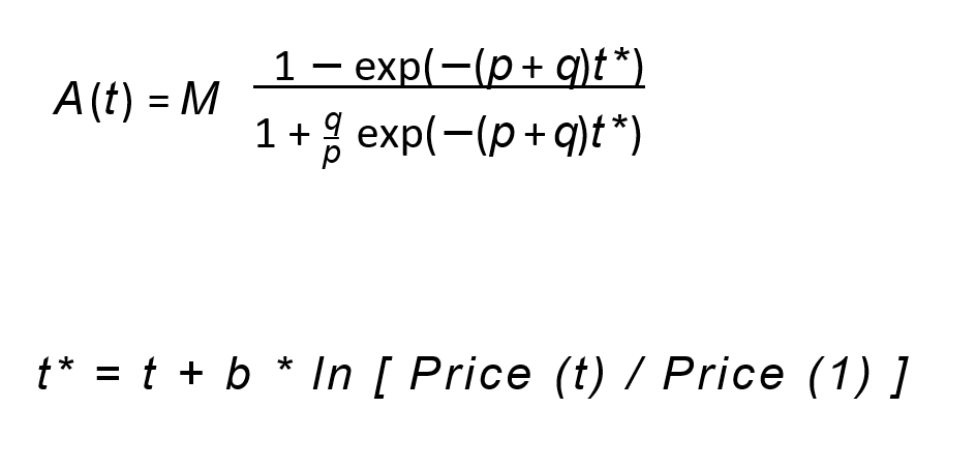 A(t) = M (1 − exp(−(p + q)t*)) / (1 + q/p exp(−(p + q)t*))
t* = t + b * ln [ Price (t) / Price (1) ]